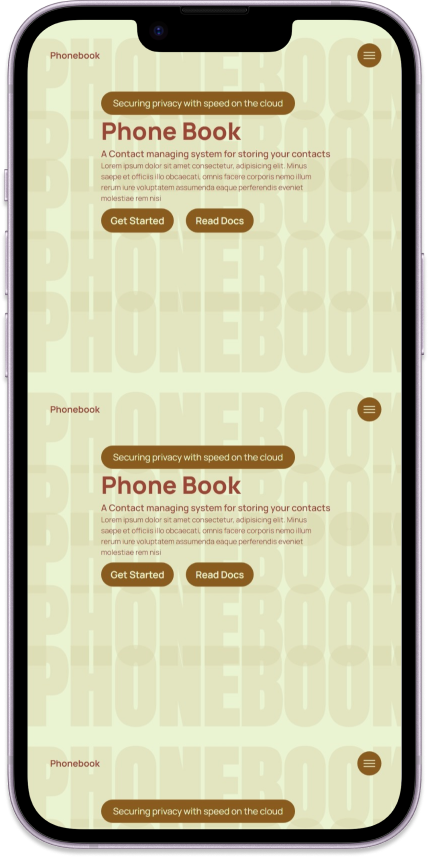 Phonebook
Securing privacy with speed on the cloud
Phone Book
A Contact managing system for storing your contacts
Lorem ipsum dolor sit amet consectetur, adipisicing elit. Minus
saepe et officiis illo obcaecati, omnis facere corporis nemo illum
rerum iure voluptatem assumenda eaque perferendis eveniet
molestiae rem nisi
Get Started Read Docs
PHONEBOO
Phonebook
Securing privacy with speed on the cloud
Phone Book
A Contact managing system for storing your contacts
Lorem ipsum dolor sit amet consectetur, adipisicing elit. Minus
saepe et officiis illo obcaecati, omnis facere corporis nemo illum
rerum iure voluptatem assumenda eaque perferendis eveniet
molestiae rem nisi
Get Started Read Docs
PHONEBOO
Phonebook
Securing privacy with speed on the cloud